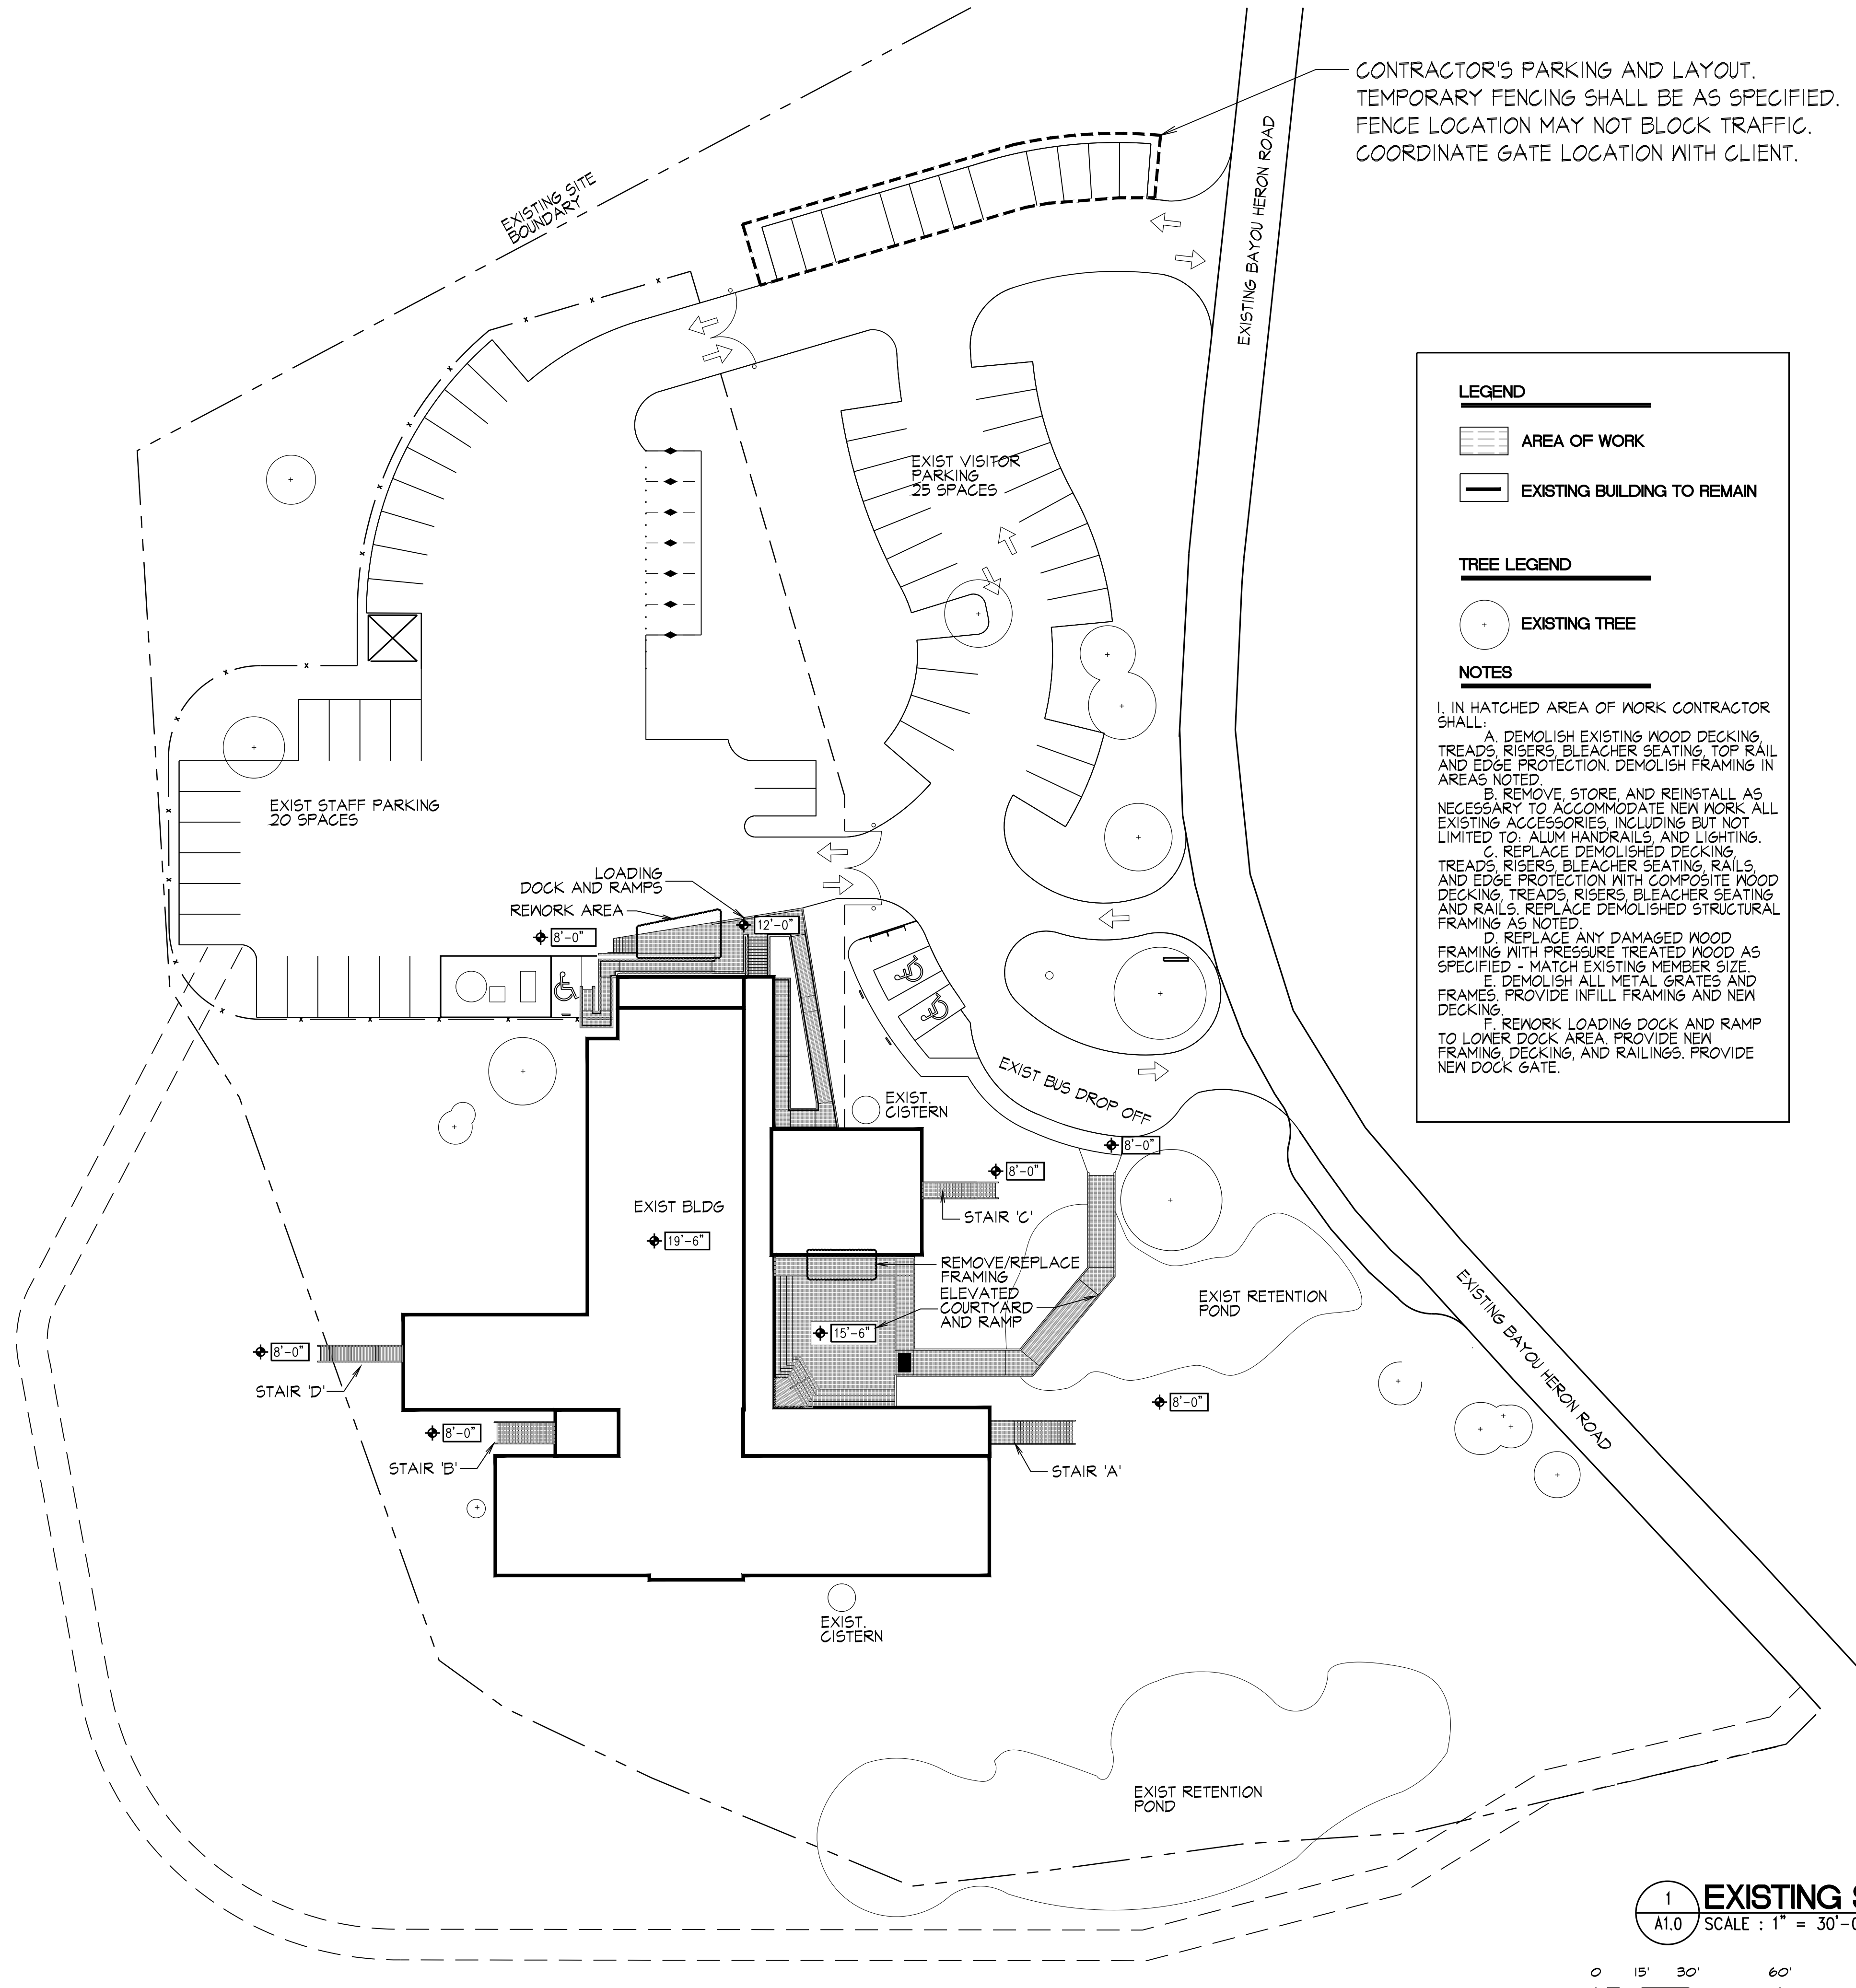 CONTRACTOR'S PARKING AND LAYOUT.
TEMPORARY FENCING SHALL BE AS SPECIFIED.
FENCE LOCATION MAY NOT BLOCK TRAFFIC.
COORDINATE GATE LOCATION WITH CLIENT.
EXISTING BAYOU HERON ROAD
EXISTING SITE
BOUNDARY
LEGEND
AREA OF WORK
EXISTING BUILDING TO REMAIN
TREE LEGEND
EXISTING TREE
NOTES
1. IN HATCHED AREA OF WORK CONTRACTOR
SHALL:
A. DEMOLISH EXISTING WOOD DECKING,
TREADS, RISERS, BLEACHER SEATING, TOP RAIL
AND EDGE PROTECTION. DEMOLISH FRAMING IN
AREAS NOTED.
B. REMOVE, STORE, AND REINSTALL AS
NECESSARY TO ACCOMMODATE NEW WORK ALL
EXISTING ACCESSORIES, INCLUDING BUT NOT
LIMITED TO: ALUM HANDRAILS, AND LIGHTING.
C. REPLACE DEMOLISHED DECKING,
TREADS, RISERS, BLEACHER SEATING, RAILS,
AND EDGE PROTECTION WITH COMPOSITE WOOD
DECKING, TREADS, RISERS, BLEACHER SEATING
AND RAILS. REPLACE DEMOLISHED STRUCTURAL
FRAMING AS NOTED.
D. REPLACE ANY DAMAGED WOOD
FRAMING WITH PRESSURE TREATED WOOD AS
SPECIFIED - MATCH EXISTING MEMBER SIZE.
E. DEMOLISH ALL METAL GRATES AND
FRAMES. PROVIDE INFILL FRAMING AND NEW
DECKING.
F. REWORK LOADING DOCK AND RAMP
TO LOWER DOCK AREA. PROVIDE NEW
FRAMING, DECKING, AND RAILINGS. PROVIDE
NEW DOCK GATE.
EXIST VISITOR
PARKING
25 SPACES
EXIST STAFF PARKING
20 SPACES
LOADING
DOCK AND RAMPS
REWORK AREA
8'-0"
12'-0"
EXIST BUS DROP OFF
EXIST.
CISTERN
8'-0"
8'-0"
STAIR 'C'
EXIST BLDG
19'-6"
REMOVE/REPLACE
FRAMING
ELEVATED
COURTYARD
AND RAMP
15'-6"
EXIST RETENTION
POND
EXISTING BAYOU HERON ROAD
8'-0"
STAIR 'D'
8'-0"
8'-0"
STAIR 'B'
STAIR 'A'
EXIST.
CISTERN
EXIST RETENTION
POND
1
A1.0
EXISTING S
SCALE : 1" = 30'-0
0 15' 30' 60'